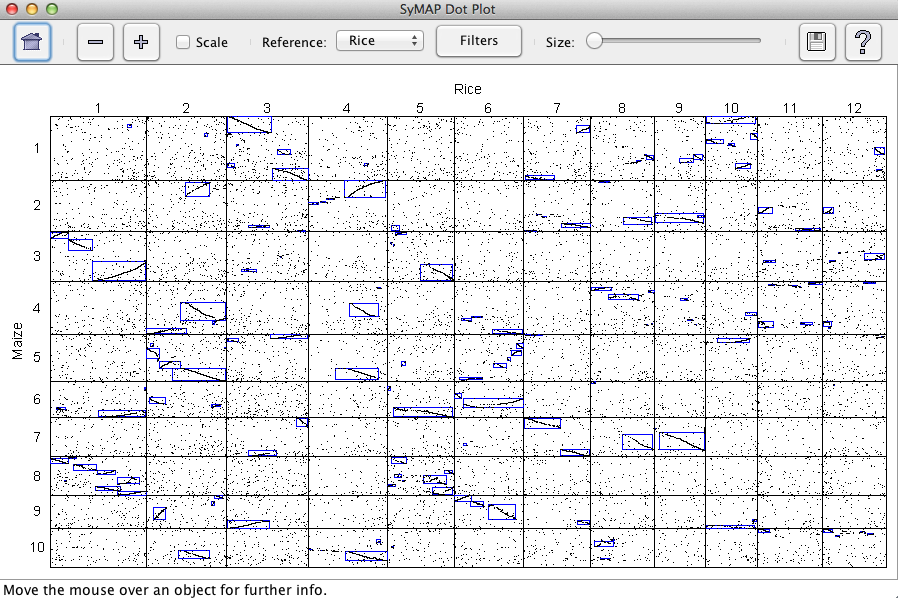 SyMAP Dot Plot
Scale Reference: Rice Filters Size: ?
Rice
1 2 3 4 5 6 7 8 9 10 11 12
Maize
1
2
3
4
5
6
7
8
9
10
Move the mouse over an object for further info.